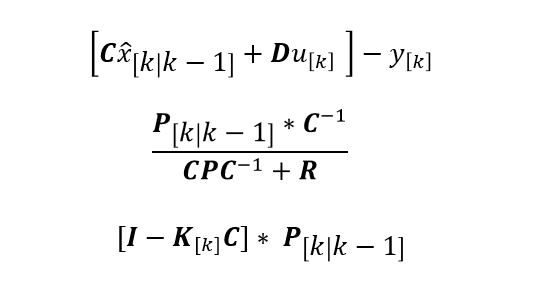 [Cx̂[k|k − 1] + Du[k] ] − y[k]
P[k|k − 1] * C⁻¹
CPC⁻¹ + R
[I − K[k]C] * P[k|k − 1]